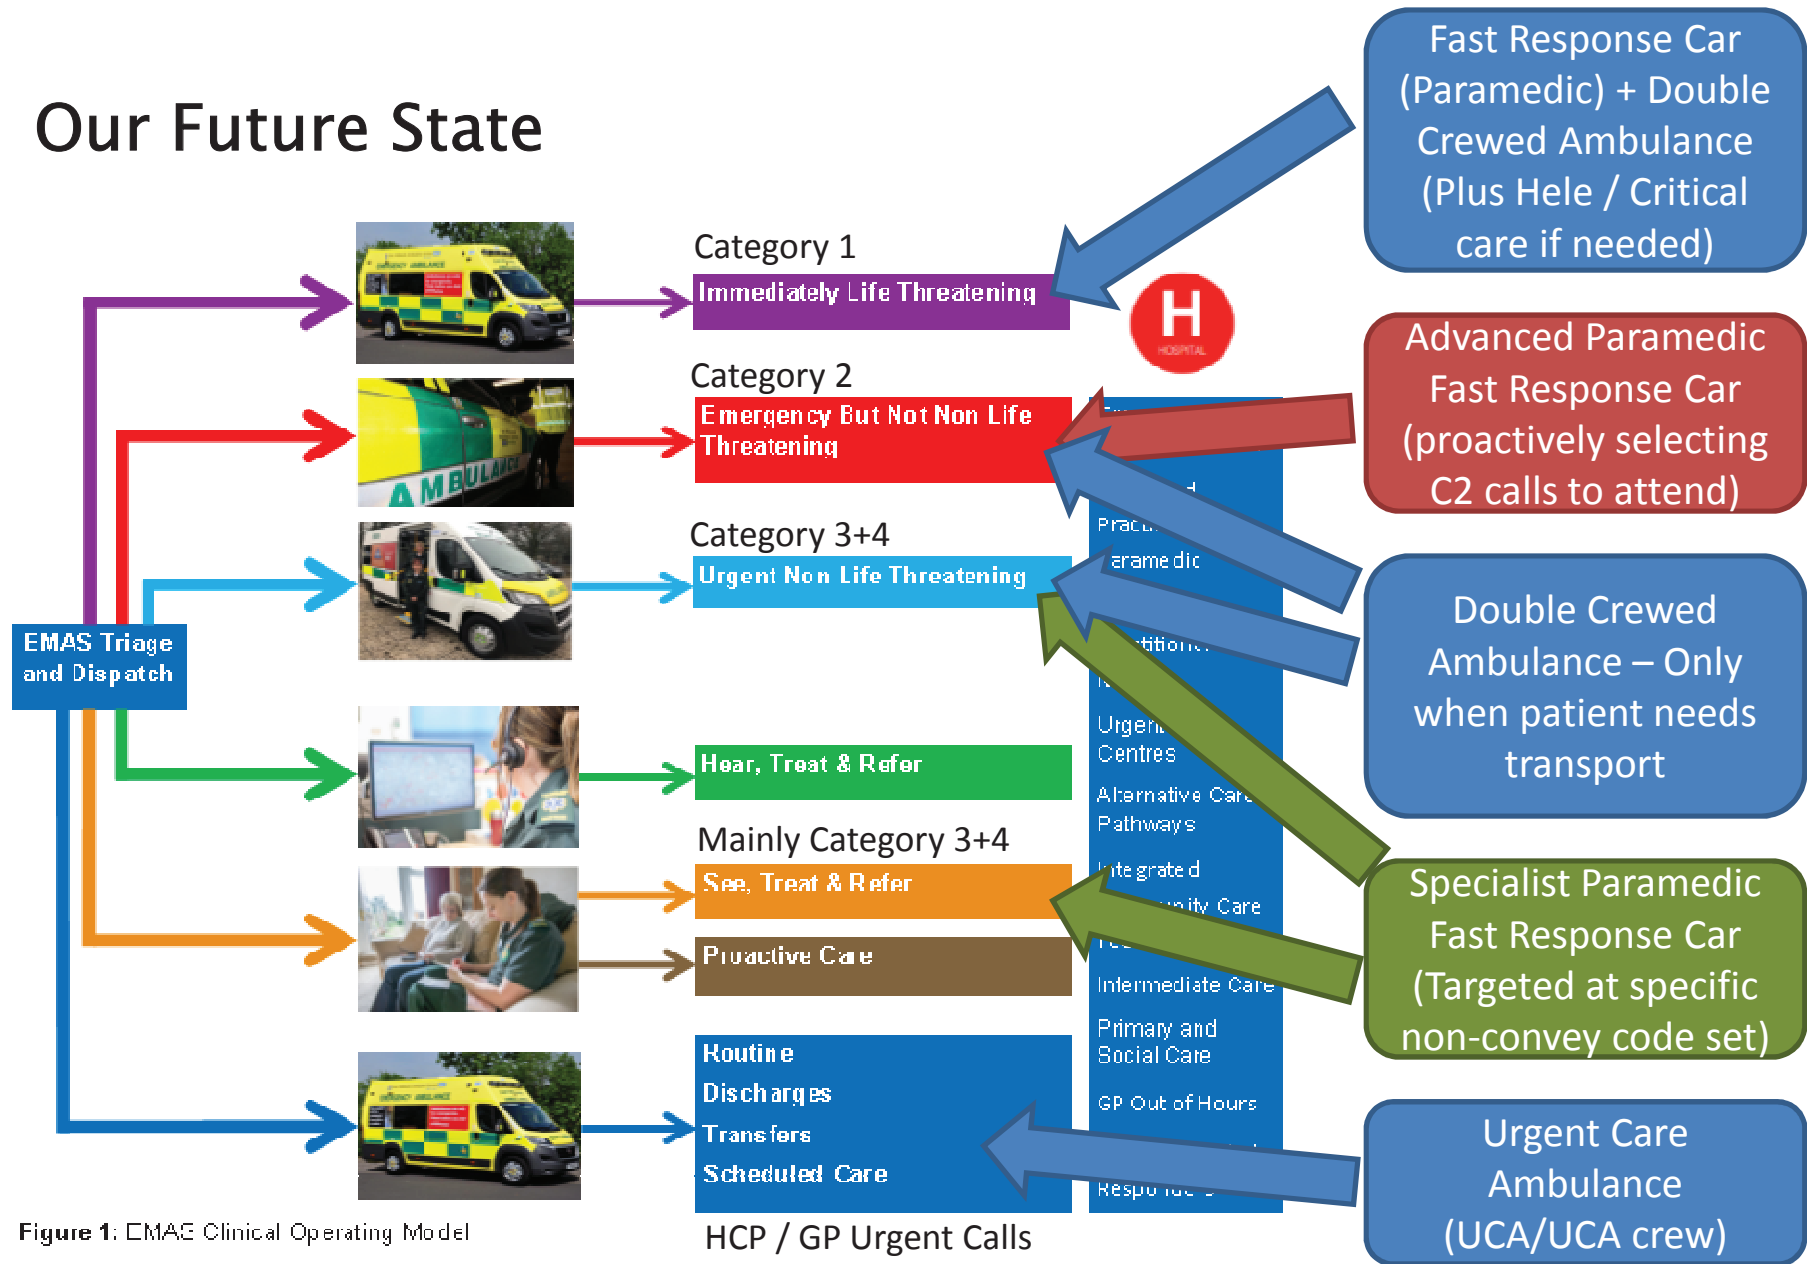 Our Future State
Fast Response Car
(Paramedic) + Double
Crewed Ambulance
(Plus Hele / Critical
care if needed)
Category 1
Immediately Life Threatening
H
HOSPITAL
Category 2
Emergency But Not Non Life
Threatening
Advanced Paramedic
Fast Response Car
(proactively selecting
C2 calls to attend)
AMBULANCE
Category 3+4
Urgent Non Life Threatening
EMAS Triage
and Dispatch
Double Crewed
Ambulance – Only
when patient needs
transport
Hear, Treat & Refer
Mainly Category 3+4
See, Treat & Refer
Proactive Care
Urgent
Centres
Alternative Care
Pathways
Integrated
Care
Intermediate Care
Primary and
Social Care
GP Out of Hours
Specialist Paramedic
Fast Response Car
(Targeted at specific
non-convey code set)
Routine
Discharges
Transfers
Scheduled Care
HCP / GP Urgent Calls
Urgent Care
Ambulance
(UCA/UCA crew)
Figure 1: EMAS Clinical Operating Model